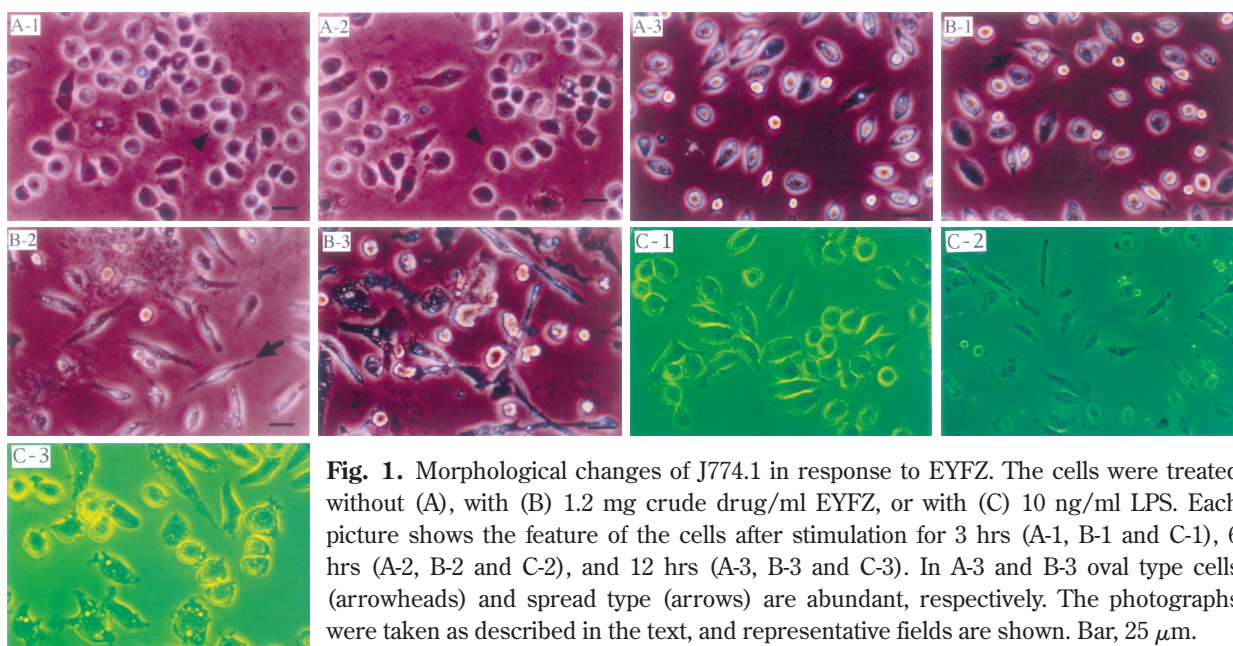 A-1
A-2
A-3
B-1
B-2
B-3
C-1
C-2
C-3
Fig. 1. Morphological changes of J774.1 in response to EYFZ. The cells were treated
without (A), with (B) 1.2 mg crude drug/ml EYFZ, or with (C) 10 ng/ml LPS. Each
picture shows the feature of the cells after stimulation for 3 hrs (A-1, B-1 and C-1), 6
hrs (A-2, B-2 and C-2), and 12 hrs (A-3, B-3 and C-3). In A-3 and B-3 oval type cells
(arrowheads) and spread type (arrows) are abundant, respectively. The photographs
were taken as described in the text, and representative fields are shown. Bar, 25 μm.